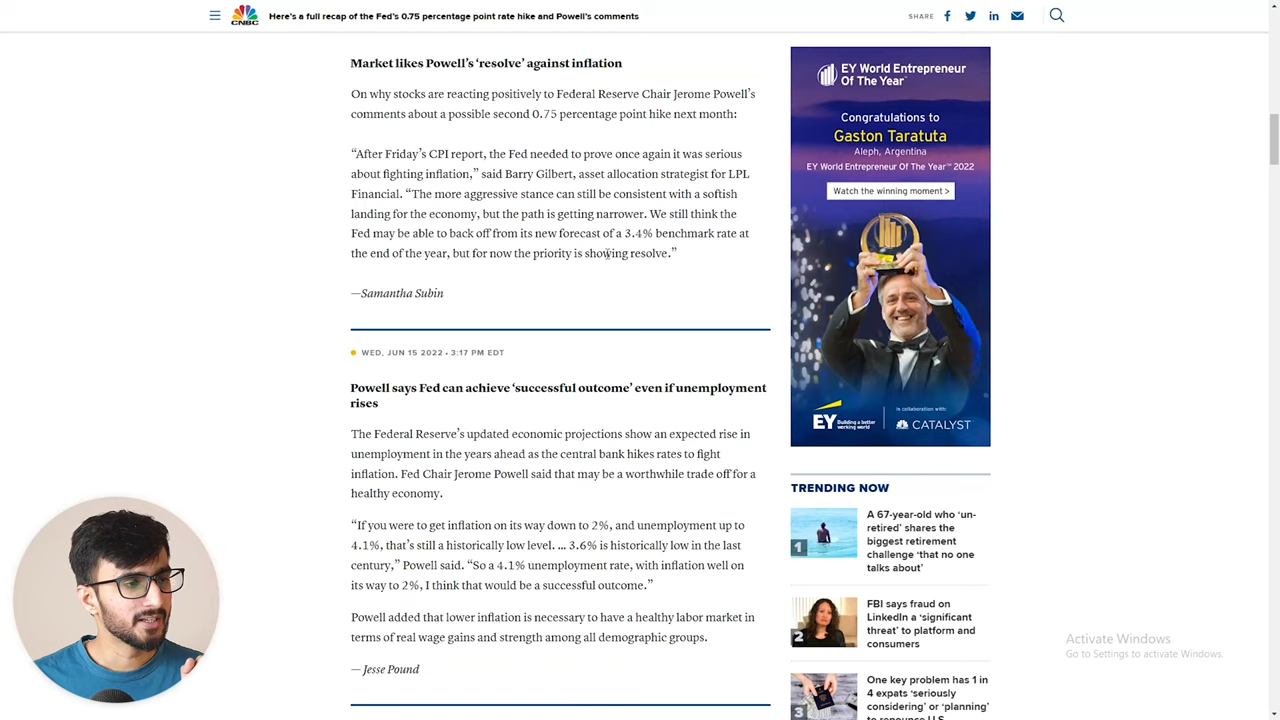 CNBC
Here's a full recap of the Fed's 0.75 percentage point rate hike and Powell's comments
SHARE
Market likes Powell's 'resolve' against inflation
On why stocks are reacting positively to Federal Reserve Chair Jerome Powell's
comments about a possible second 0.75 percentage point hike next month:
“After Friday's CPI report, the Fed needed to prove once again it was serious
about fighting inflation,” said Barry Gilbert, asset allocation strategist for LPL
Financial. “The more aggressive stance can still be consistent with a softish
landing for the economy, but the path is getting narrower. We still think the
Fed may be able to back off from its new forecast of a 3.4% benchmark rate at
the end of the year, but for now the priority is showing resolve.”
—Samantha Subin
WED, JUN 15 2022 • 3:17 PM EDT
Powell says Fed can achieve 'successful outcome' even if unemployment
rises
The Federal Reserve's updated economic projections show an expected rise in
unemployment in the years ahead as the central bank hikes rates to fight
inflation. Fed Chair Jerome Powell said that may be a worthwhile trade off for a
healthy economy.
“If you were to get inflation on its way down to 2%, and unemployment up to
4.1%, that's still a historically low level. ... 3.6% is historically low in the last
century,” Powell said. “So a 4.1% unemployment rate, with inflation well on
its way to 2%, I think that would be a successful outcome.”
Powell added that lower inflation is necessary to have a healthy labor market in
terms of real wage gains and strength among all demographic groups.
— Jesse Pound
EY World Entrepreneur
Of The Year™
Congratulations to
Gaston Taratuta
Aleph, Argentina
EY World Entrepreneur Of The Year™ 2022
Watch the winning moment >
EY
Building a better
working world
in collaboration with:
CATALYST
TRENDING NOW
1
A 67-year-old who 'un-
retired' shares the
biggest retirement
challenge 'that no one
talks about'
2
FBI says fraud on
LinkedIn a 'significant
threat' to platform and
consumers
3
One key problem has 1 in
4 expats 'seriously
considering' or 'planning'
to renounce U.S.
Activate Windows
Go to Settings to activate Windows.